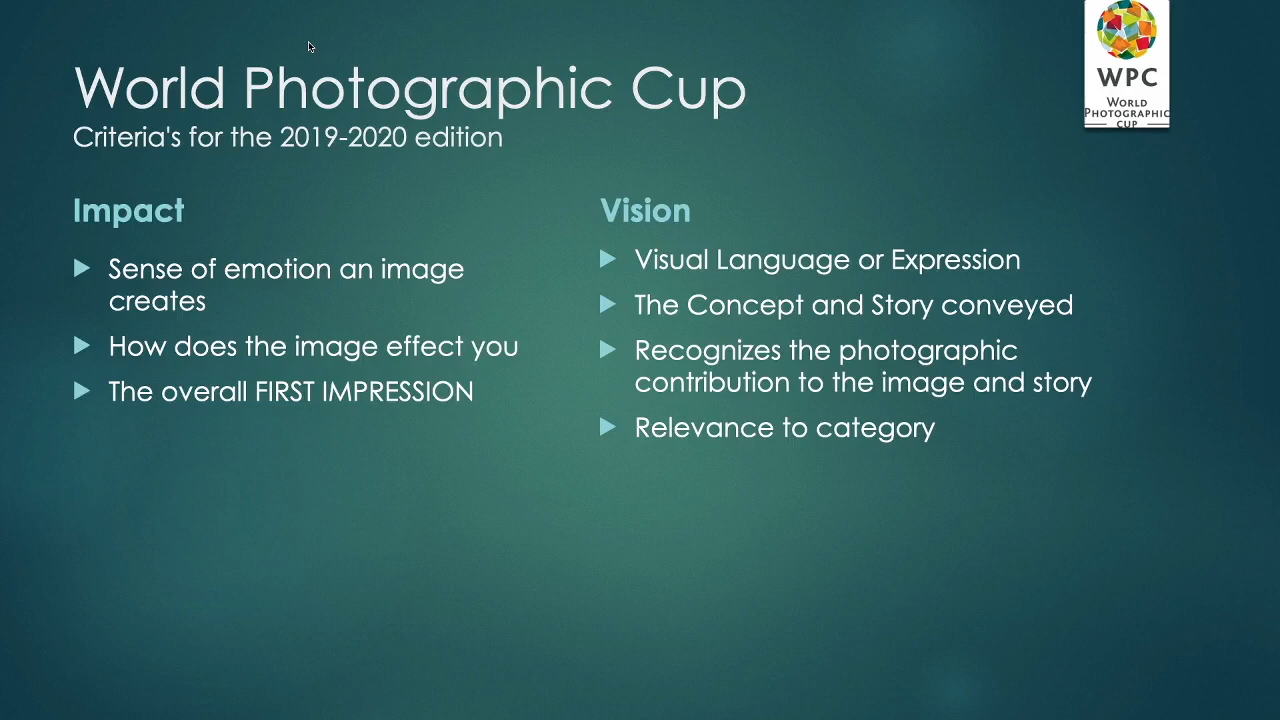 World Photographic Cup
Criteria's for the 2019-2020 edition
WPC
WORLD
PHOTOGRAPHIC
CUP
Impact
Sense of emotion an image
creates
How does the image effect you
The overall FIRST IMPRESSION
Vision
Visual Language or Expression
The Concept and Story conveyed
Recognizes the photographic
contribution to the image and story
Relevance to category